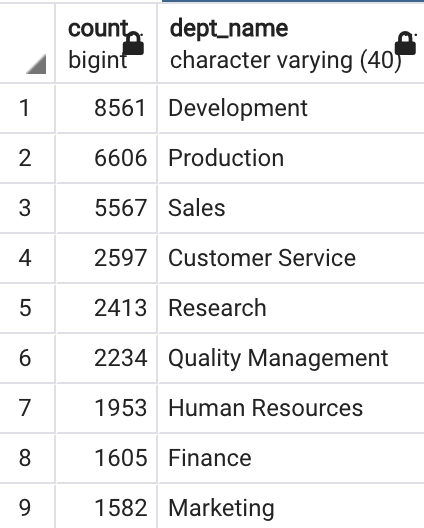 count dept_name
bigint character varying (40)
1 8561 Development
2 6606 Production
3 5567 Sales
4 2597 Customer Service
5 2413 Research
6 2234 Quality Management
7 1953 Human Resources
8 1605 Finance
9 1582 Marketing